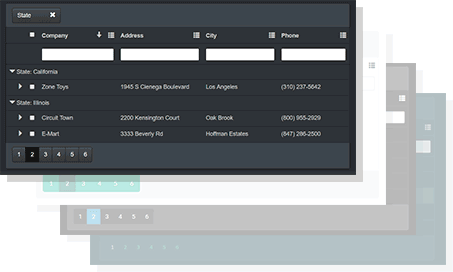 State ✖
Company Address City Phone
State: California
Zone Toys 1945 S Cienega Boulevard Los Angeles (310) 237-5642
State: Illinois
Circuit Town 2200 Kensington Court Oak Brook (800) 955-2929
E-Mart 3333 Beverly Rd Hoffman Estates (847) 286-2500
1 2 3 4 5 6
1 2 3 4 5 6
1 2 3 4 5 6
1 2 3 4 5 6